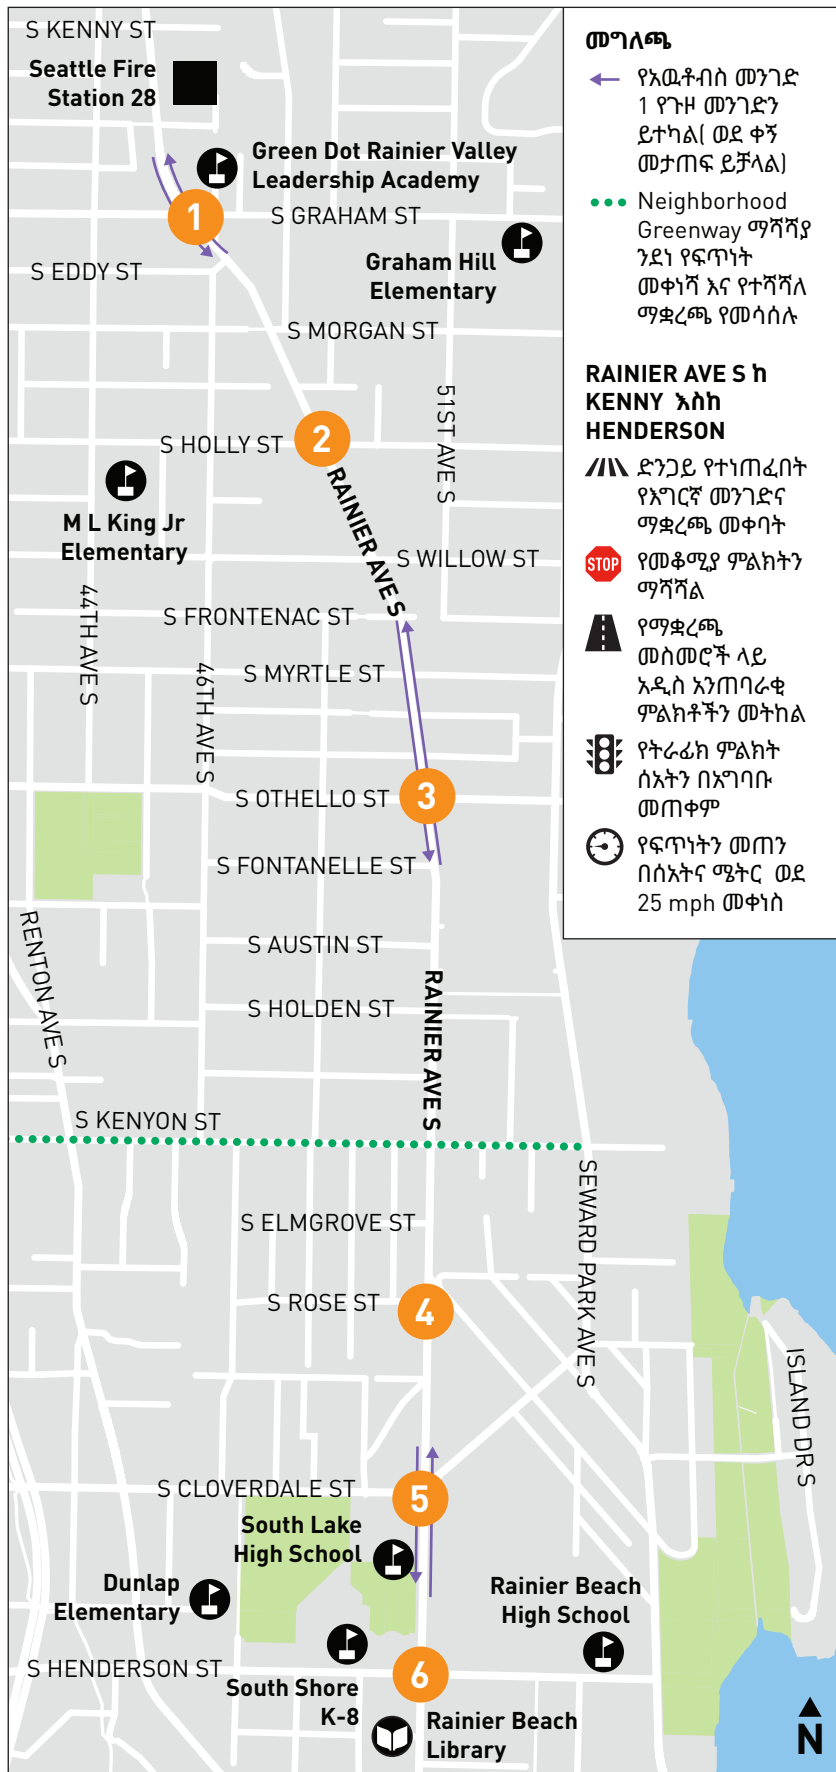 S KENNY ST
Seattle Fire
Station 28
Green Dot Rainier Valley
Leadership Academy
1
S GRAHAM ST
S EDDY ST
Graham Hill
Elementary
S MORGAN ST
51ST AVE S
2
S HOLLY ST
RAINIER AVE S
M L King Jr
Elementary
S WILLOW ST
44TH AVE S
S FRONTENAC ST
46TH AVE S
S MYRTLE ST
S OTHELLO ST
3
S FONTANELLE ST
RENTON AVE S
S AUSTIN ST
RAINIER AVE S
S HOLDEN ST
S KENYON ST
SEWARD PARK AVE S
S ELMGROVE ST
S ROSE ST
4
ISLAND DR S
S CLOVERDALE ST
5
South Lake
High School
Dunlap
Elementary
Rainier Beach
High School
S HENDERSON ST
6
South Shore
K-8
Rainier Beach
Library
N
መግለጫ
የአዉቶብስ መንገድ
1 የጉዞ መንገድን
ይተካል( ወደ ቀኝ
መታጠፍ ይቻላል)
Neighborhood
Greenway ማሻሻያ
ንደነ የፍጥነት
መቀነሻ እና የተሻሻለ
ማቋረጫ የመሳሰሉ
RAINIER AVE S ከ
KENNY እስከ
HENDERSON
ድንጋይ የተነጠፈበት
የእግርኛ መንገድና
ማቋረጫ መቀባት
STOP
የመቆሚያ ምልክትን
ማሻሻል
የማቋረጫ
መስመሮች ላይ
አዲስ አንጠባራቂ
ምልክቶችን መትከል
የትራፊክ ምልክት
ሰአትን በአግባቡ
መጠቀም
የፍጥነትን መጠን
በሰአትና ሜትር ወደ
25 mph መቀነስ